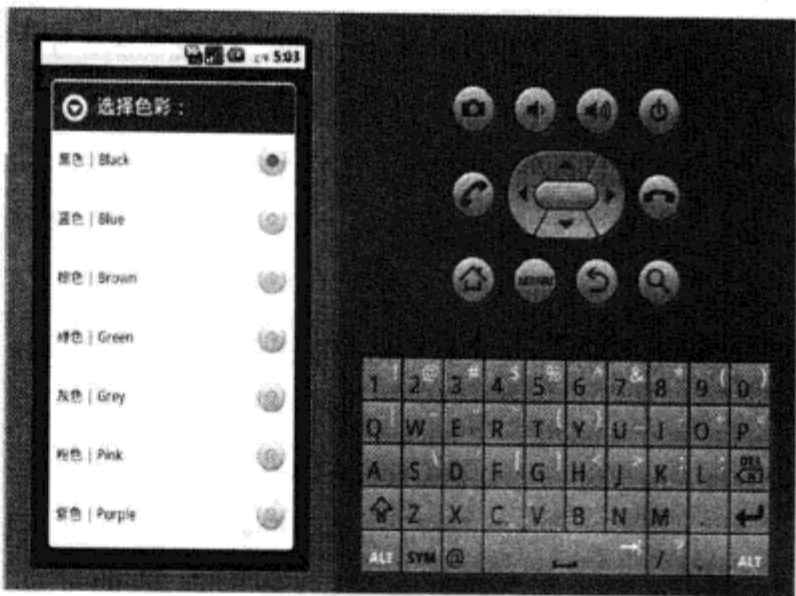 上午 5:03
选择色彩：
黑色 | Black
蓝色 | Blue
棕色 | Brown
绿色 | Green
灰色 | Grey
粉色 | Pink
紫色 | Purple
MENU
1 ! 2 @ 3 # 4 $ 5 % 6 ^ 7 & 8 * 9 ( 0 )
Q W E R T { Y } U I O P
A S \ D F [ G ] H < J > K ; L : DEL
Z X C V B N M .
ALT SYM @ / ? , ALT